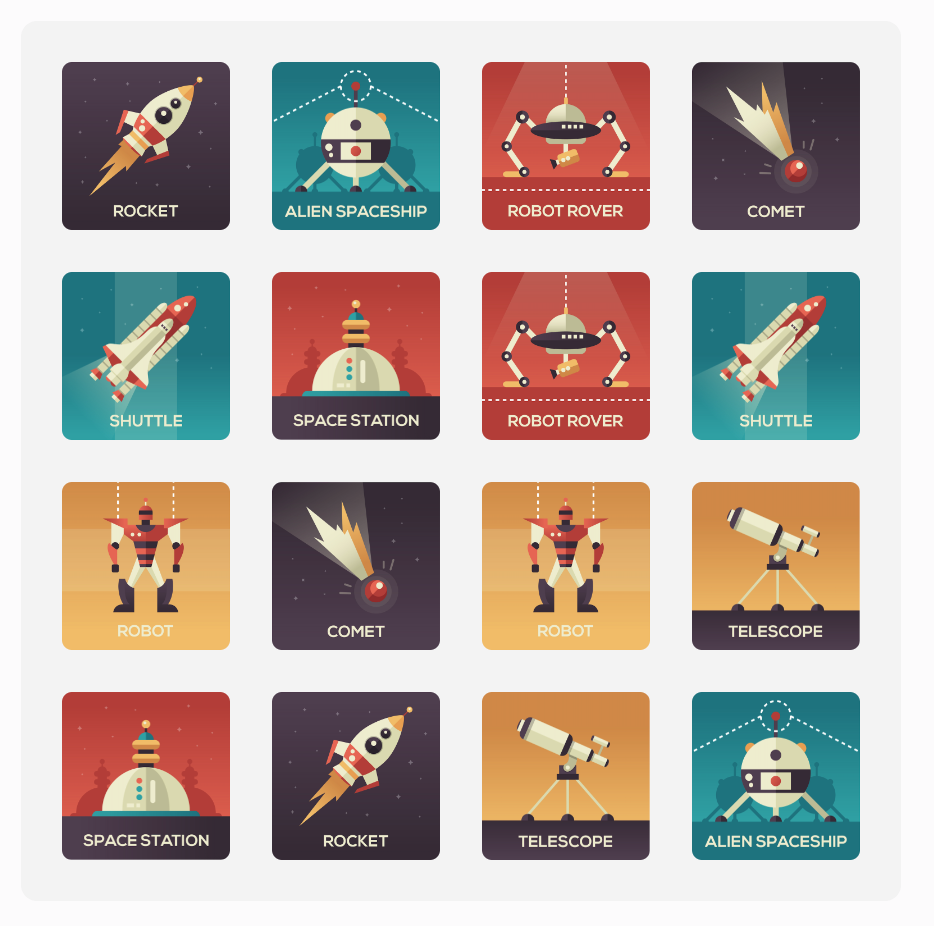 ROCKET
ALIEN SPACESHIP
ROBOT ROVER
COMET
SHUTTLE
SPACE STATION
ROBOT ROVER
SHUTTLE
ROBOT
COMET
ROBOT
TELESCOPE
SPACE STATION
ROCKET
TELESCOPE
ALIEN SPACESHIP